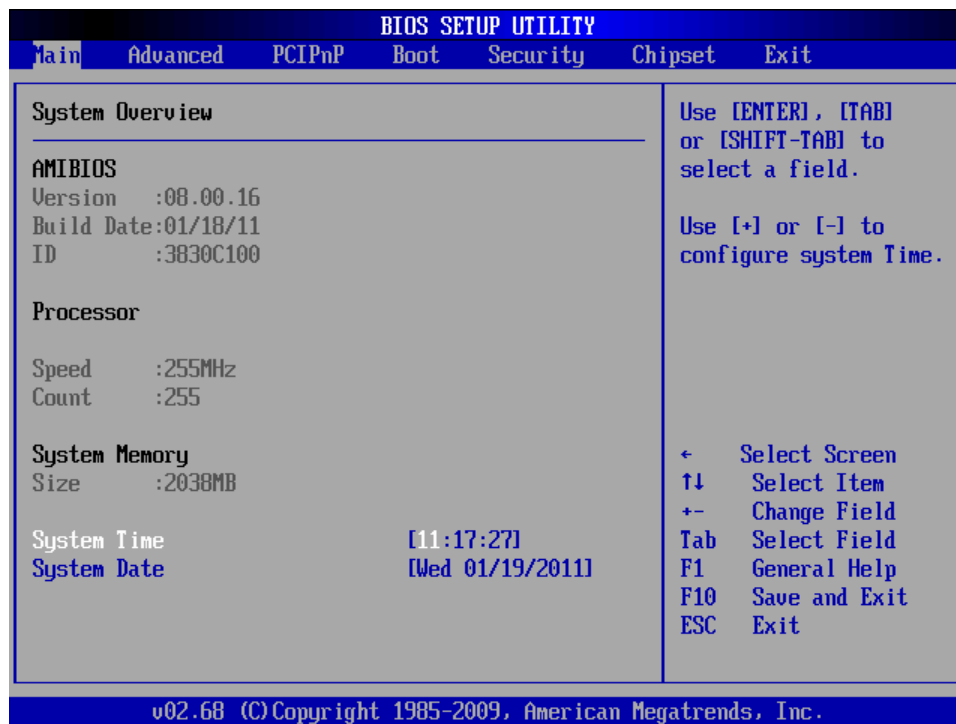 BIOS SETUP UTILITY
Main Advanced PCIPnP Boot Security Chipset Exit
System Overview
AMIBIOS
Version :08.00.16
Build Date:01/18/11
ID :3830C100
Processor
Speed :255MHz
Count :255
System Memory
Size :2038MB
System Time [11:17:27]
System Date [Wed 01/19/2011]
Use [ENTER], [TAB]
or [SHIFT-TAB] to
select a field.
Use [+] or [-] to
configure system Time.
← Select Screen
↑↓ Select Item
+- Change Field
Tab Select Field
F1 General Help
F10 Save and Exit
ESC Exit
v02.68 (C)Copyright 1985-2009, American Megatrends, Inc.